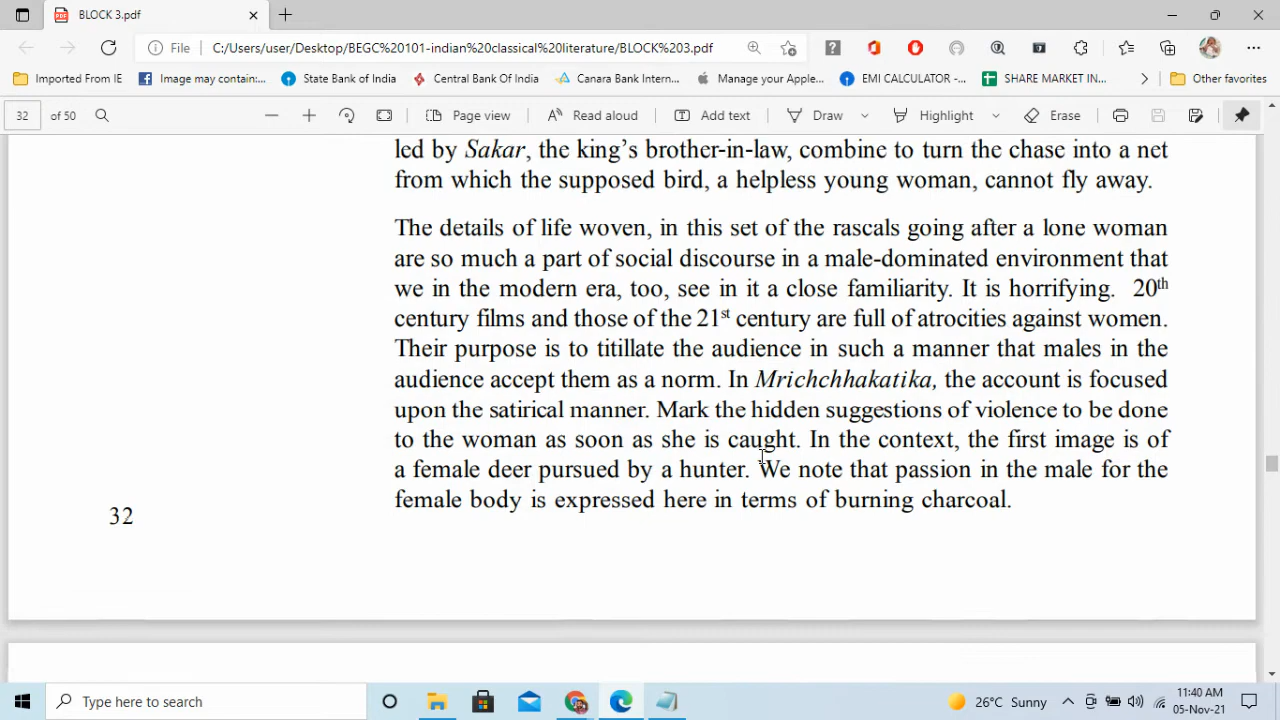 BLOCK 3.pdf
File
C:/Users/user/Desktop/BEGC%20101-indian%20classical%20literature/BLOCK%203.pdf
Imported From IE
Image may contain:...
State Bank of India
Central Bank Of India
Canara Bank Intern...
Manage your Apple...
EMI CALCULATOR -...
SHARE MARKET IN...
Other favorites
32 of 50
Page view
Read aloud
Add text
Draw
Highlight
Erase
led by Sakar, the king's brother-in-law, combine to turn the chase into a net
from which the supposed bird, a helpless young woman, cannot fly away.
The details of life woven, in this set of the rascals going after a lone woman
are so much a part of social discourse in a male-dominated environment that
we in the modern era, too, see in it a close familiarity. It is horrifying. 20th
century films and those of the 21st century are full of atrocities against women.
Their purpose is to titillate the audience in such a manner that males in the
audience accept them as a norm. In Mrichchhakatika, the account is focused
upon the satirical manner. Mark the hidden suggestions of violence to be done
to the woman as soon as she is caught. In the context, the first image is of
a female deer pursued by a hunter. We note that passion in the male for the
female body is expressed here in terms of burning charcoal.
32
Type here to search
26°C Sunny
11:40 AM
05-Nov-21